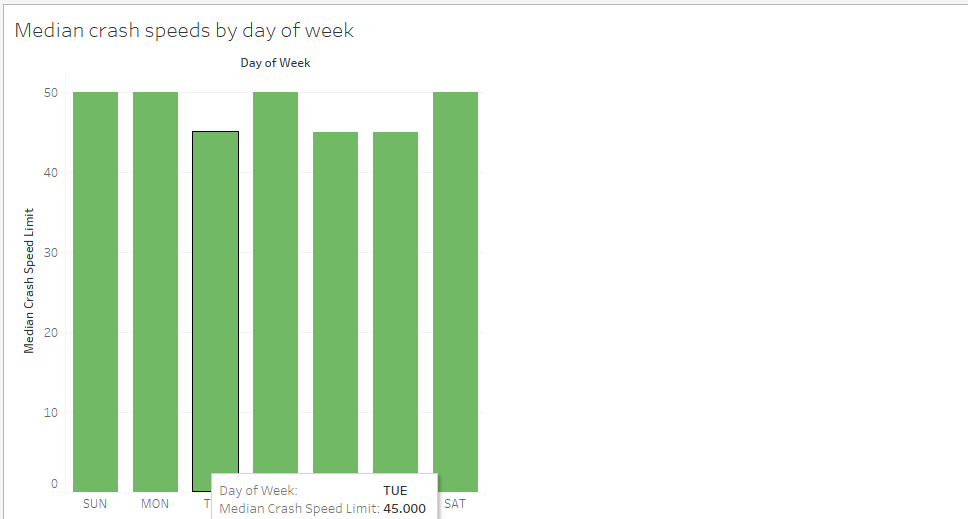 Median crash speeds by day of week
Day of Week
50
40
30
20
10
0
Median Crash Speed Limit
SUN MON T SAT
Day of Week: TUE
Median Crash Speed Limit: 45.000